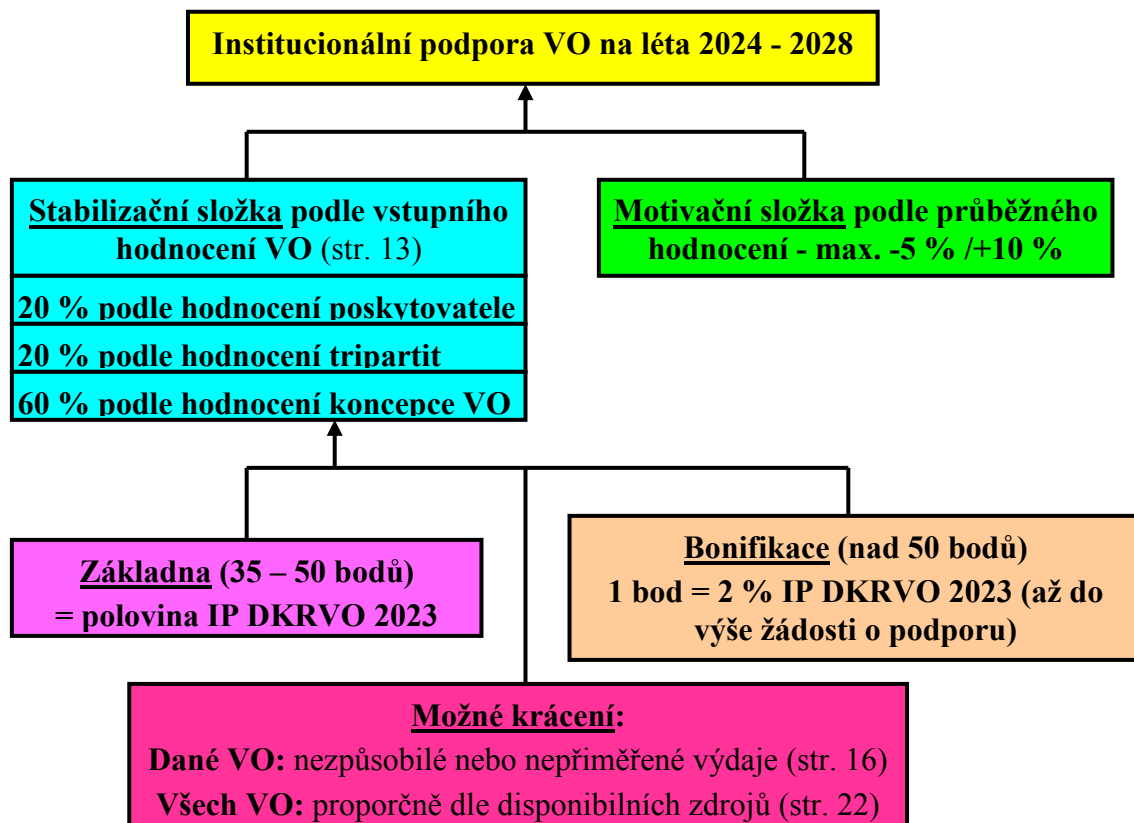 Institucionální podpora VO na léta 2024 - 2028
Stabilizační složka podle vstupního
hodnocení VO (str. 13)
20 % podle hodnocení poskytovatele
20 % podle hodnocení tripartit
60 % podle hodnocení koncepce VO
Motivační složka podle průběžného
hodnocení - max. -5 % /+10 %
Základna (35 – 50 bodů)
= polovina IP DKRVO 2023
Bonifikace (nad 50 bodů)
1 bod = 2 % IP DKRVO 2023 (až do
výše žádosti o podporu)
Možné krácení:
Dané VO: nezpůsobilé nebo nepřiměřené výdaje (str. 16)
Všech VO: proporčně dle disponibilních zdrojů (str. 22)